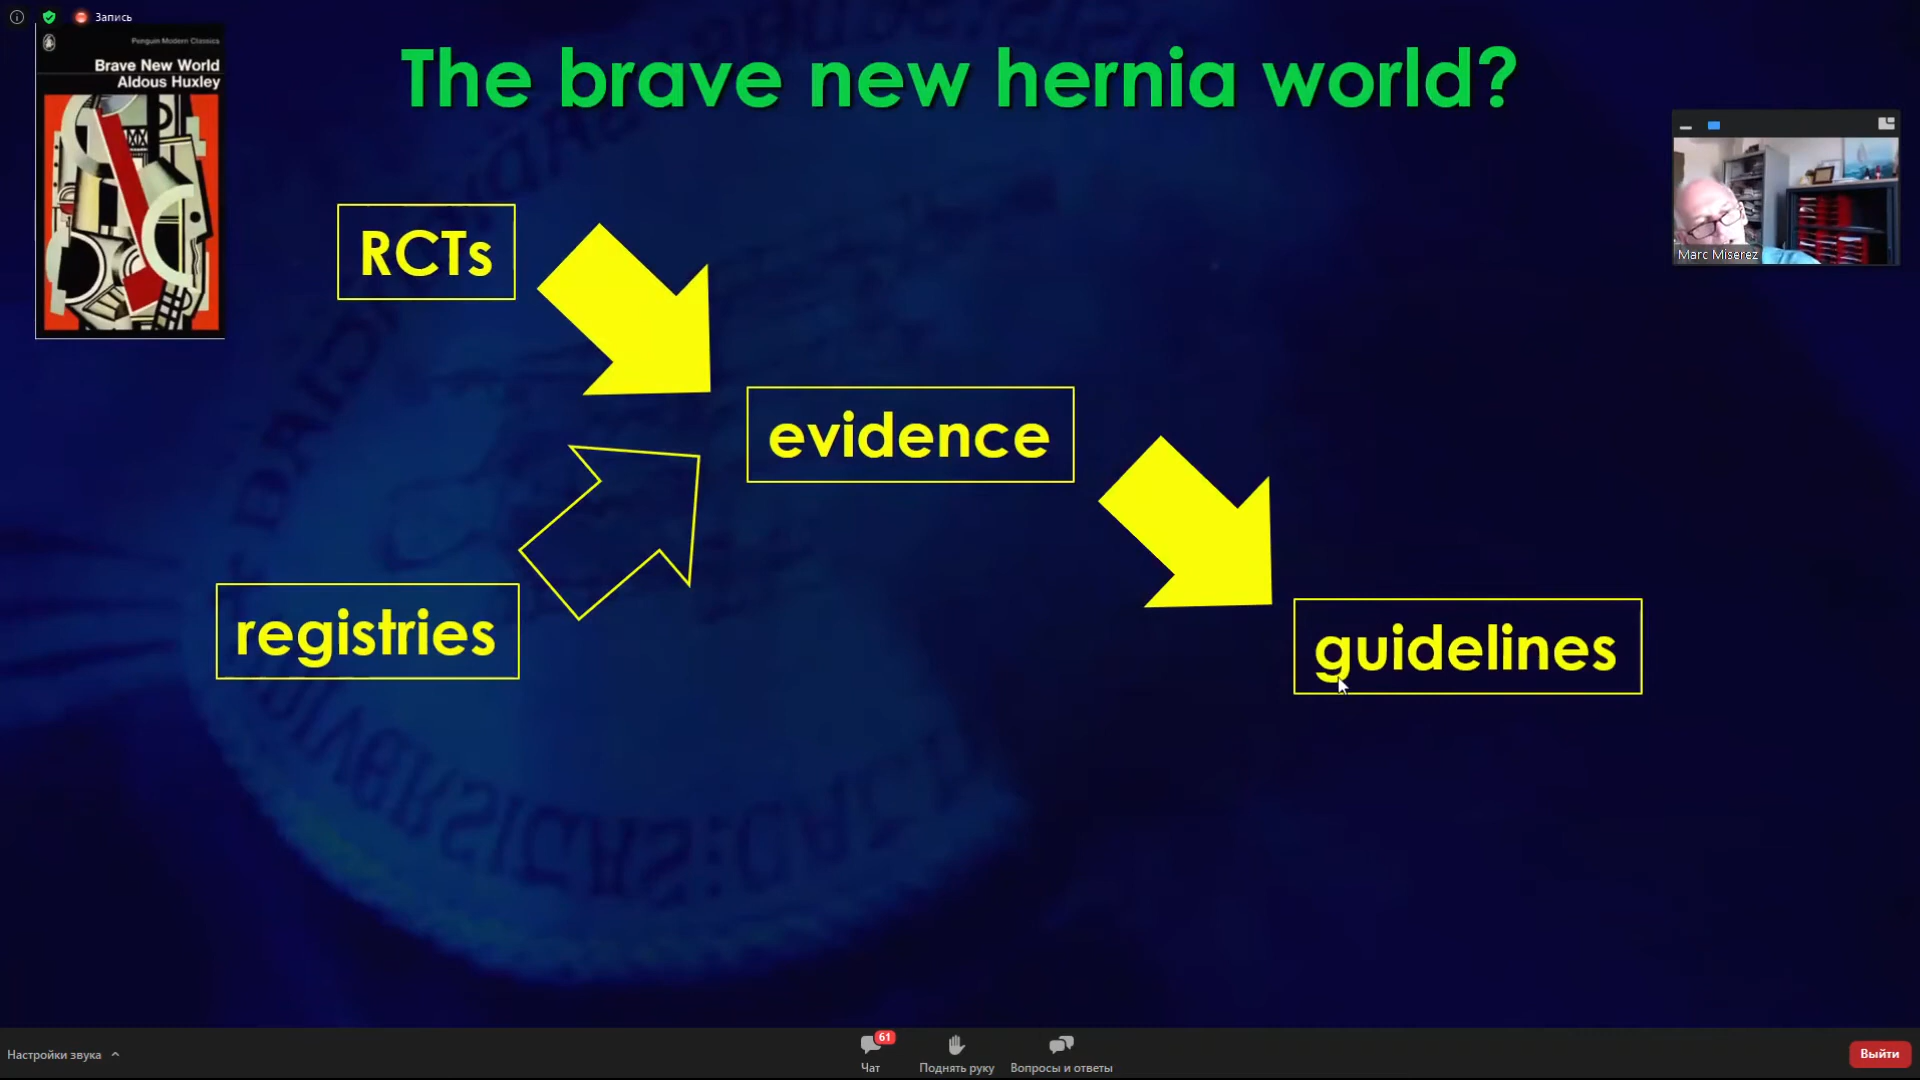 Запись
Penguin Modern Classics
Brave New World
Aldous Huxley
The brave new hernia world?
RCTs
Marc Miserez
evidence
registries
guidelines
Настройки звука
61
Чат
Поднять руку
Вопросы и ответы
Выйти